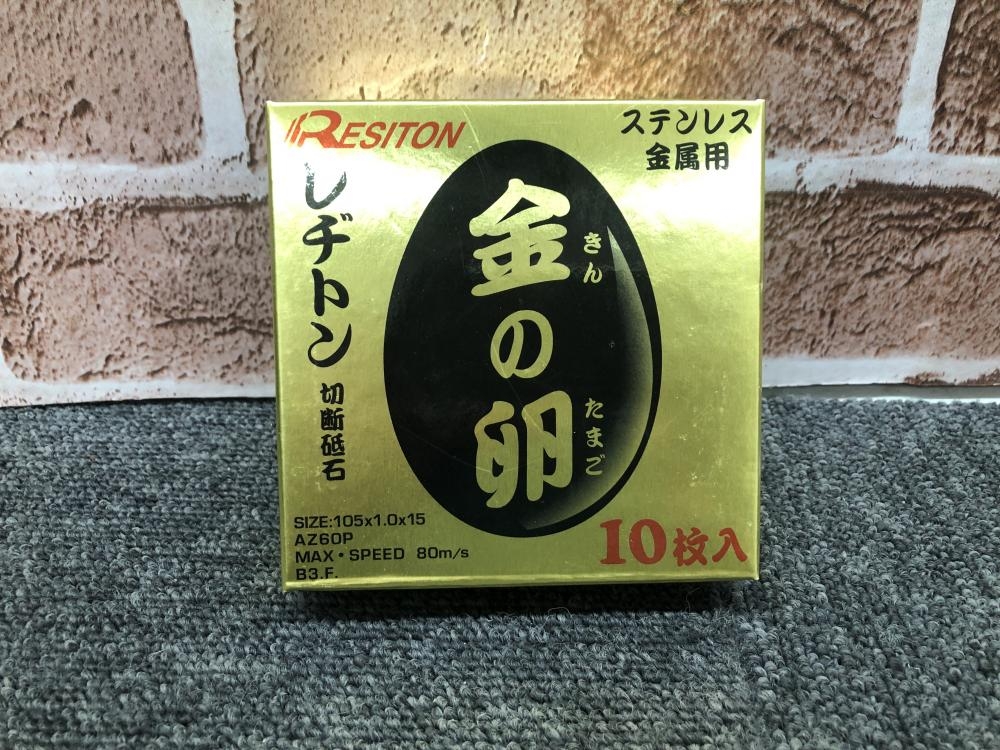 RESITON
ステンレス
金属用
レヂトン
切断砥石
金の卵
きん
たまご
SIZE:105x1.0x15
AZ60P
MAX・SPEED 80m/s
B3.F.
10枚入